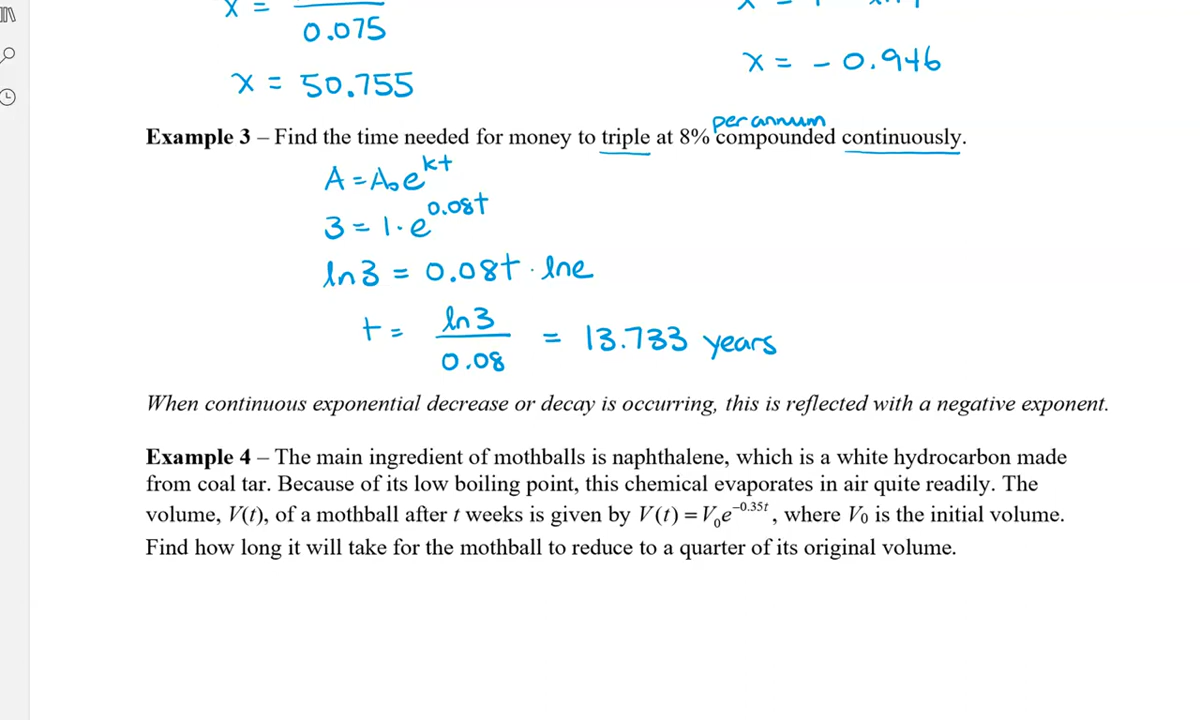 x =
0.075
x = 50.755
x = - 0.946
per annum
Example 3 – Find the time needed for money to triple at 8% compounded continuously.
A = A₀e^kt
3 = 1·e^0.08t
ln3 = 0.08t · lne
t = ln3 / 0.08 = 13.733 years
When continuous exponential decrease or decay is occurring, this is reflected with a negative exponent.
Example 4 – The main ingredient of mothballs is naphthalene, which is a white hydrocarbon made
from coal tar. Because of its low boiling point, this chemical evaporates in air quite readily. The
volume, V(t), of a mothball after t weeks is given by V(t) = V₀e^−0.35t, where V₀ is the initial volume.
Find how long it will take for the mothball to reduce to a quarter of its original volume.